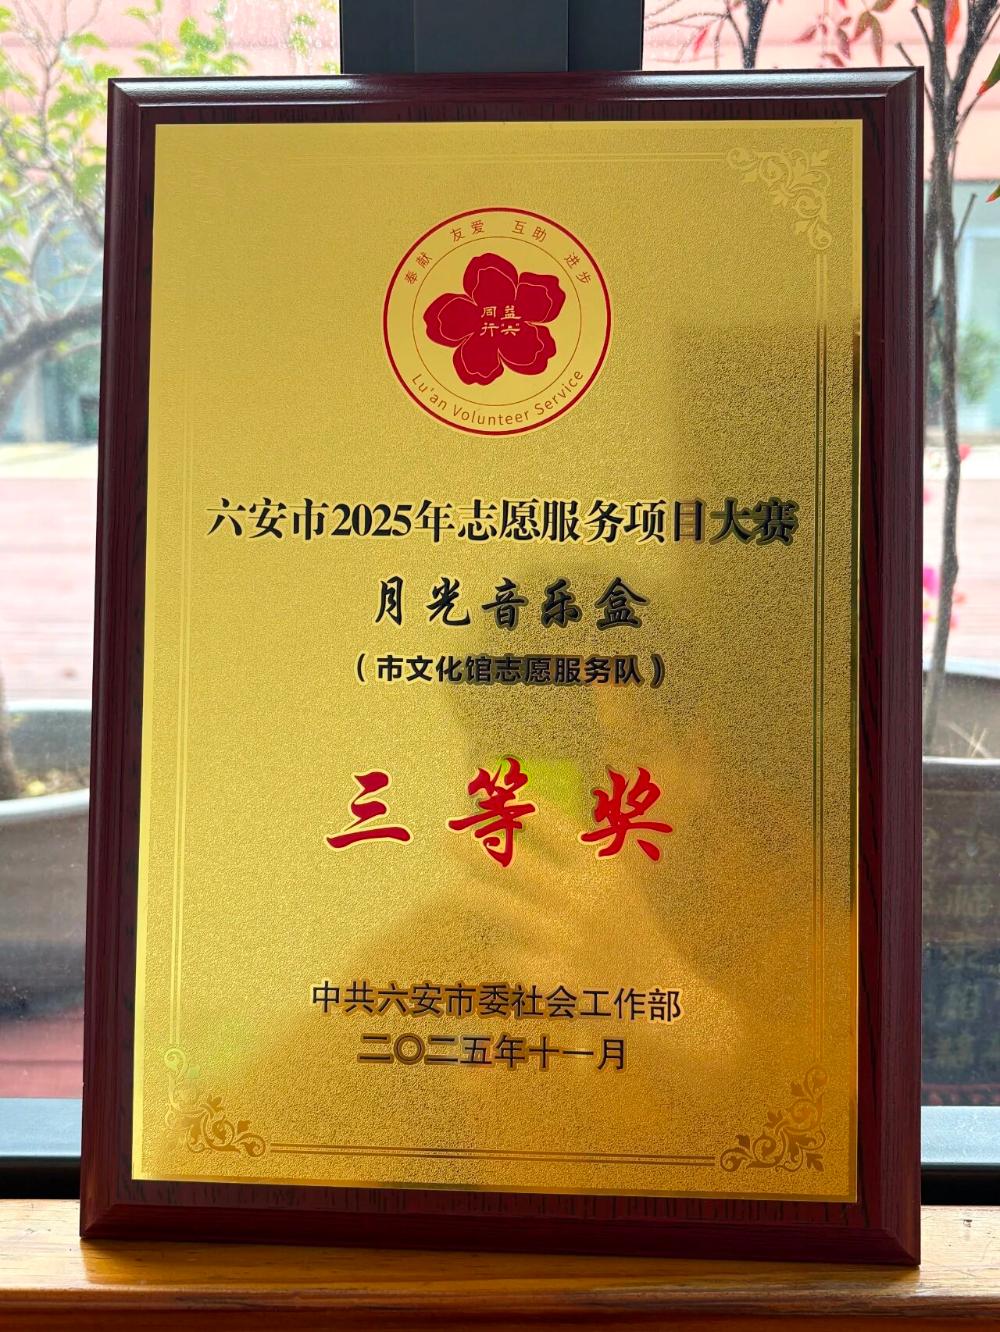 奉献 友爱 互助 进步
同益
行六
Lu'an Volunteer Service
六安市2025年志愿服务项目大赛
月光音乐盒
（市文化馆志愿服务队）
三等奖
中共六安市委社会工作部
二〇二五年十一月